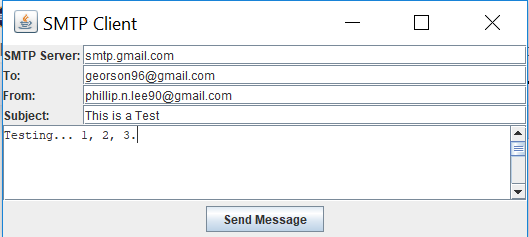 SMTP Client
SMTP Server: smtp.gmail.com
To: georson96@gmail.com
From: phillip.n.lee90@gmail.com
Subject: This is a Test
Testing... 1, 2, 3.
Send Message